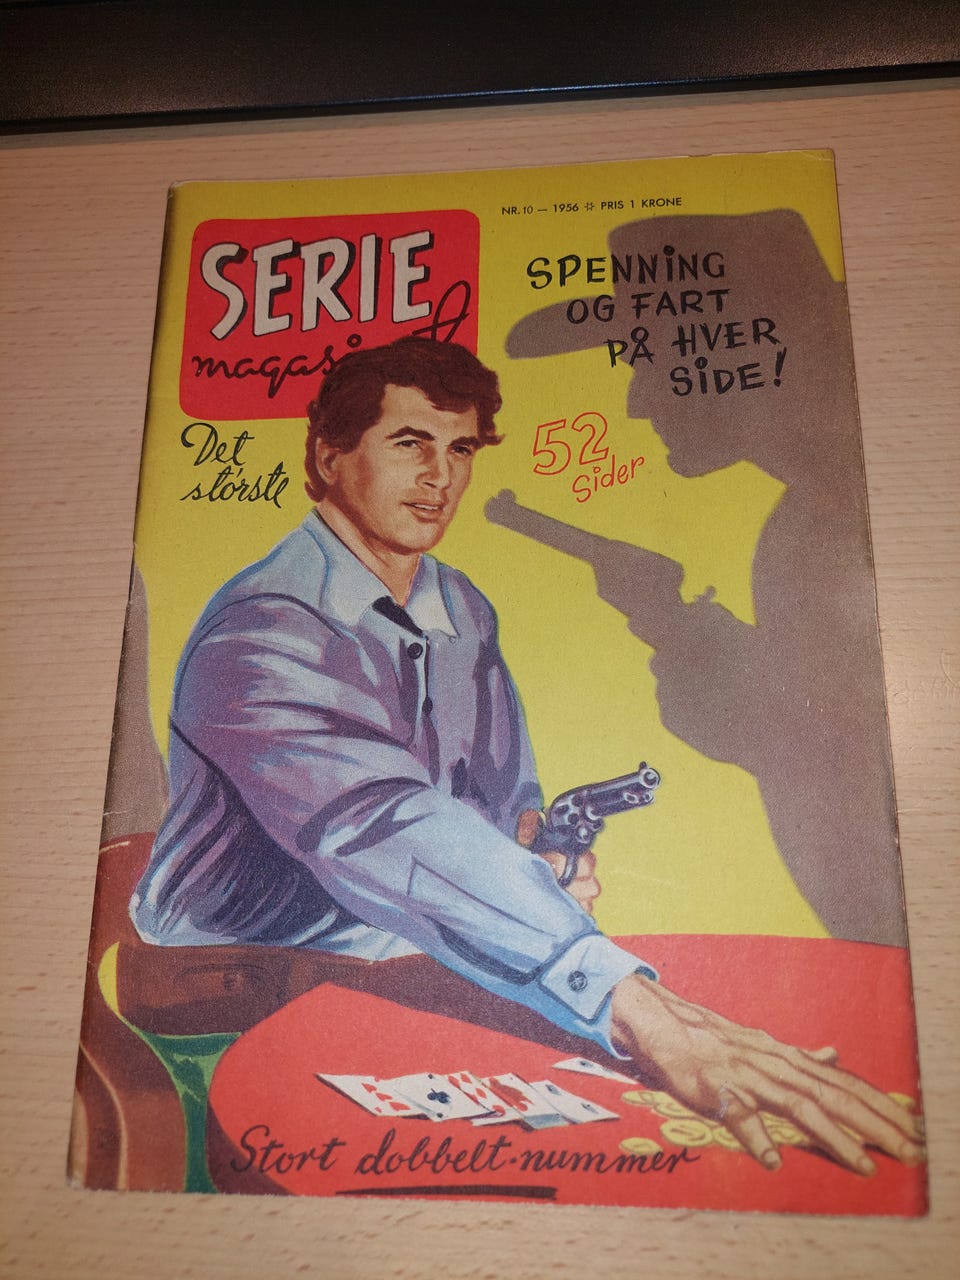 NR. 10 — 1956 ☼ PRIS 1 KRONE
SERIE
magasi
Det
største
SPENNiNG
OG FART
PÅ HVER
SiDE!
52
sider
Stort dobbelt-nummer